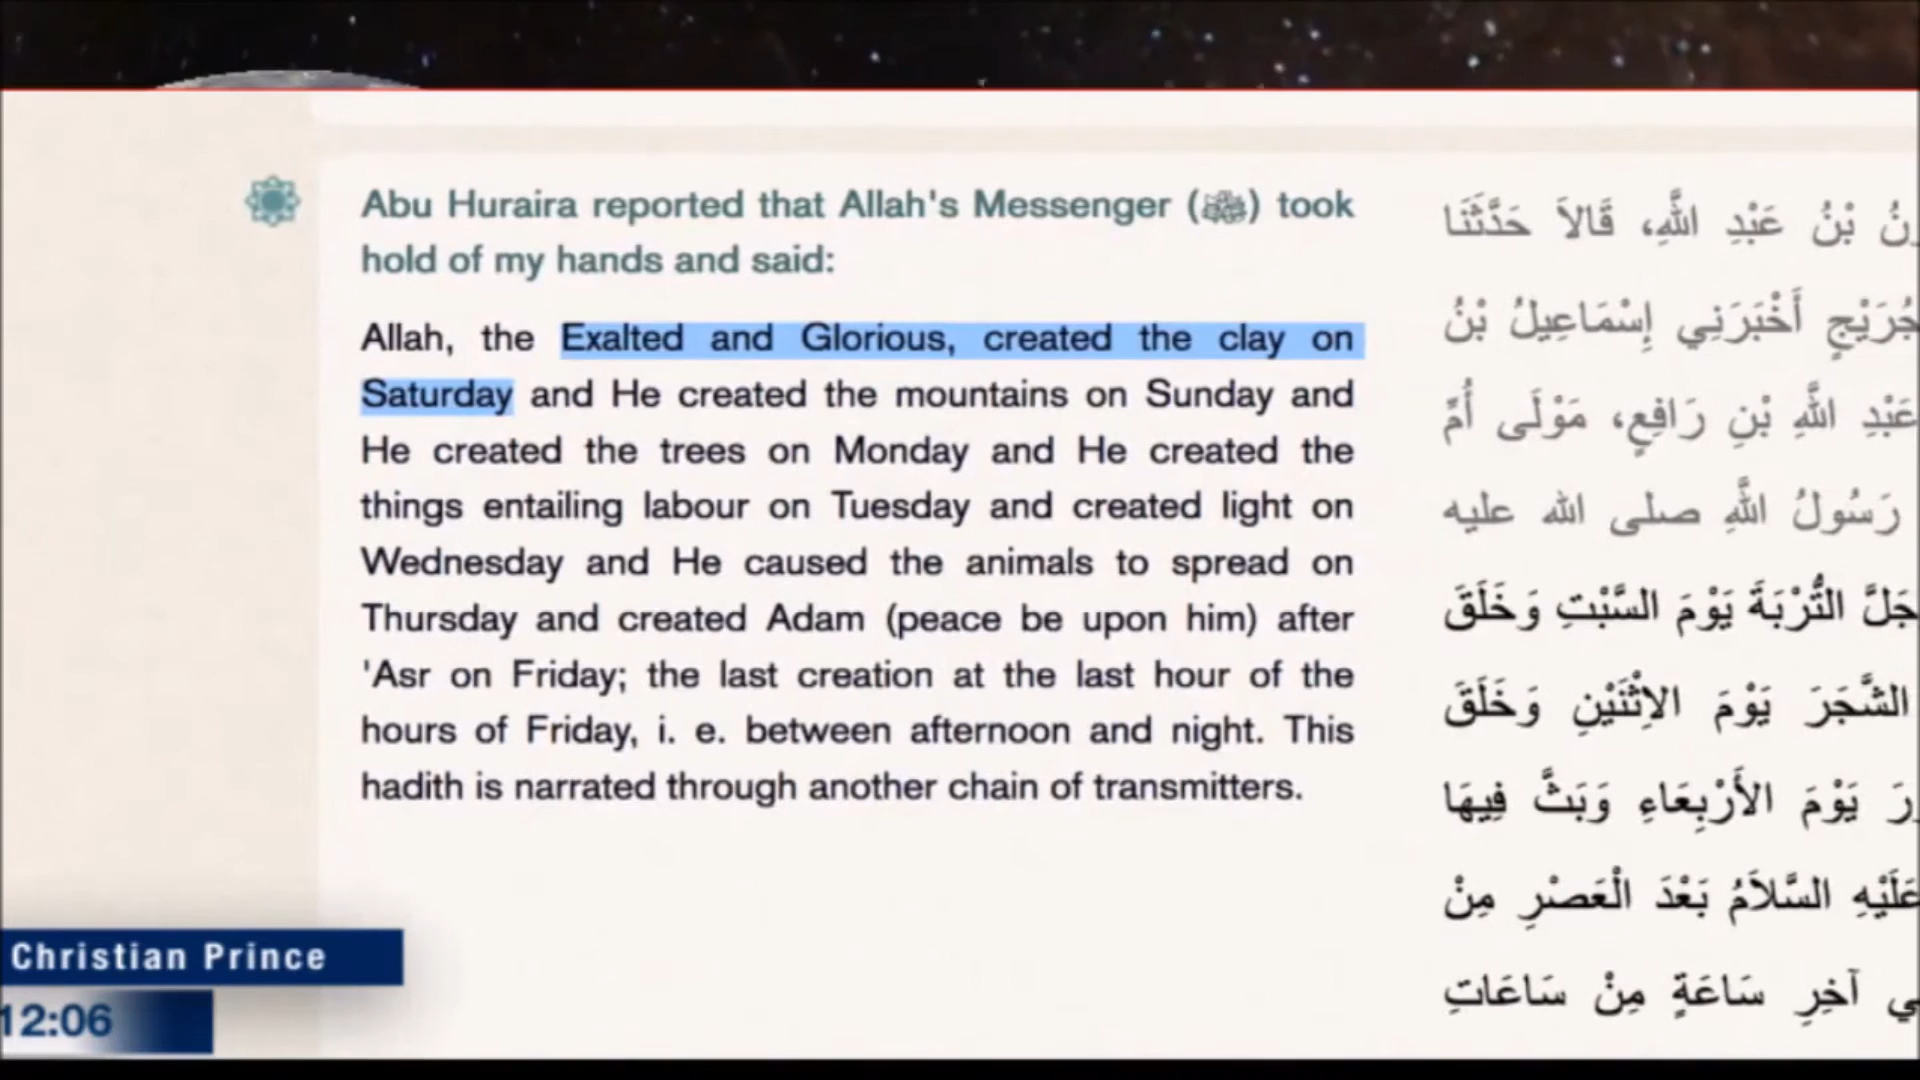 Abu Huraira reported that Allah's Messenger (ﷺ) took
hold of my hands and said:
Allah, the Exalted and Glorious, created the clay on
Saturday and He created the mountains on Sunday and
He created the trees on Monday and He created the
things entailing labour on Tuesday and created light on
Wednesday and He caused the animals to spread on
Thursday and created Adam (peace be upon him) after
'Asr on Friday; the last creation at the last hour of the
hours of Friday, i. e. between afternoon and night. This
hadith is narrated through another chain of transmitters.
بْنُ عَبْدِ اللَّهِ، قَالاَ حَدَّثَنَا
جُرَيْجٍ أَخْبَرَنِي إِسْمَاعِيلُ بْنُ
عَبْدِ اللَّهِ بْنِ رَافِعٍ، مَوْلَى أُمِّ
رَسُولُ اللَّهِ صلى الله عليه
جَلَّ التُّرْبَةَ يَوْمَ السَّبْتِ وَخَلَقَ
الشَّجَرَ يَوْمَ الاِثْنَيْنِ وَخَلَقَ
يَوْمَ الأَرْبِعَاءِ وَبَثَّ فِيهَا
عَلَيْهِ السَّلاَمُ بَعْدَ الْعَصْرِ مِنْ
آخِرِ سَاعَةٍ مِنْ سَاعَاتِ
Christian Prince
12:06